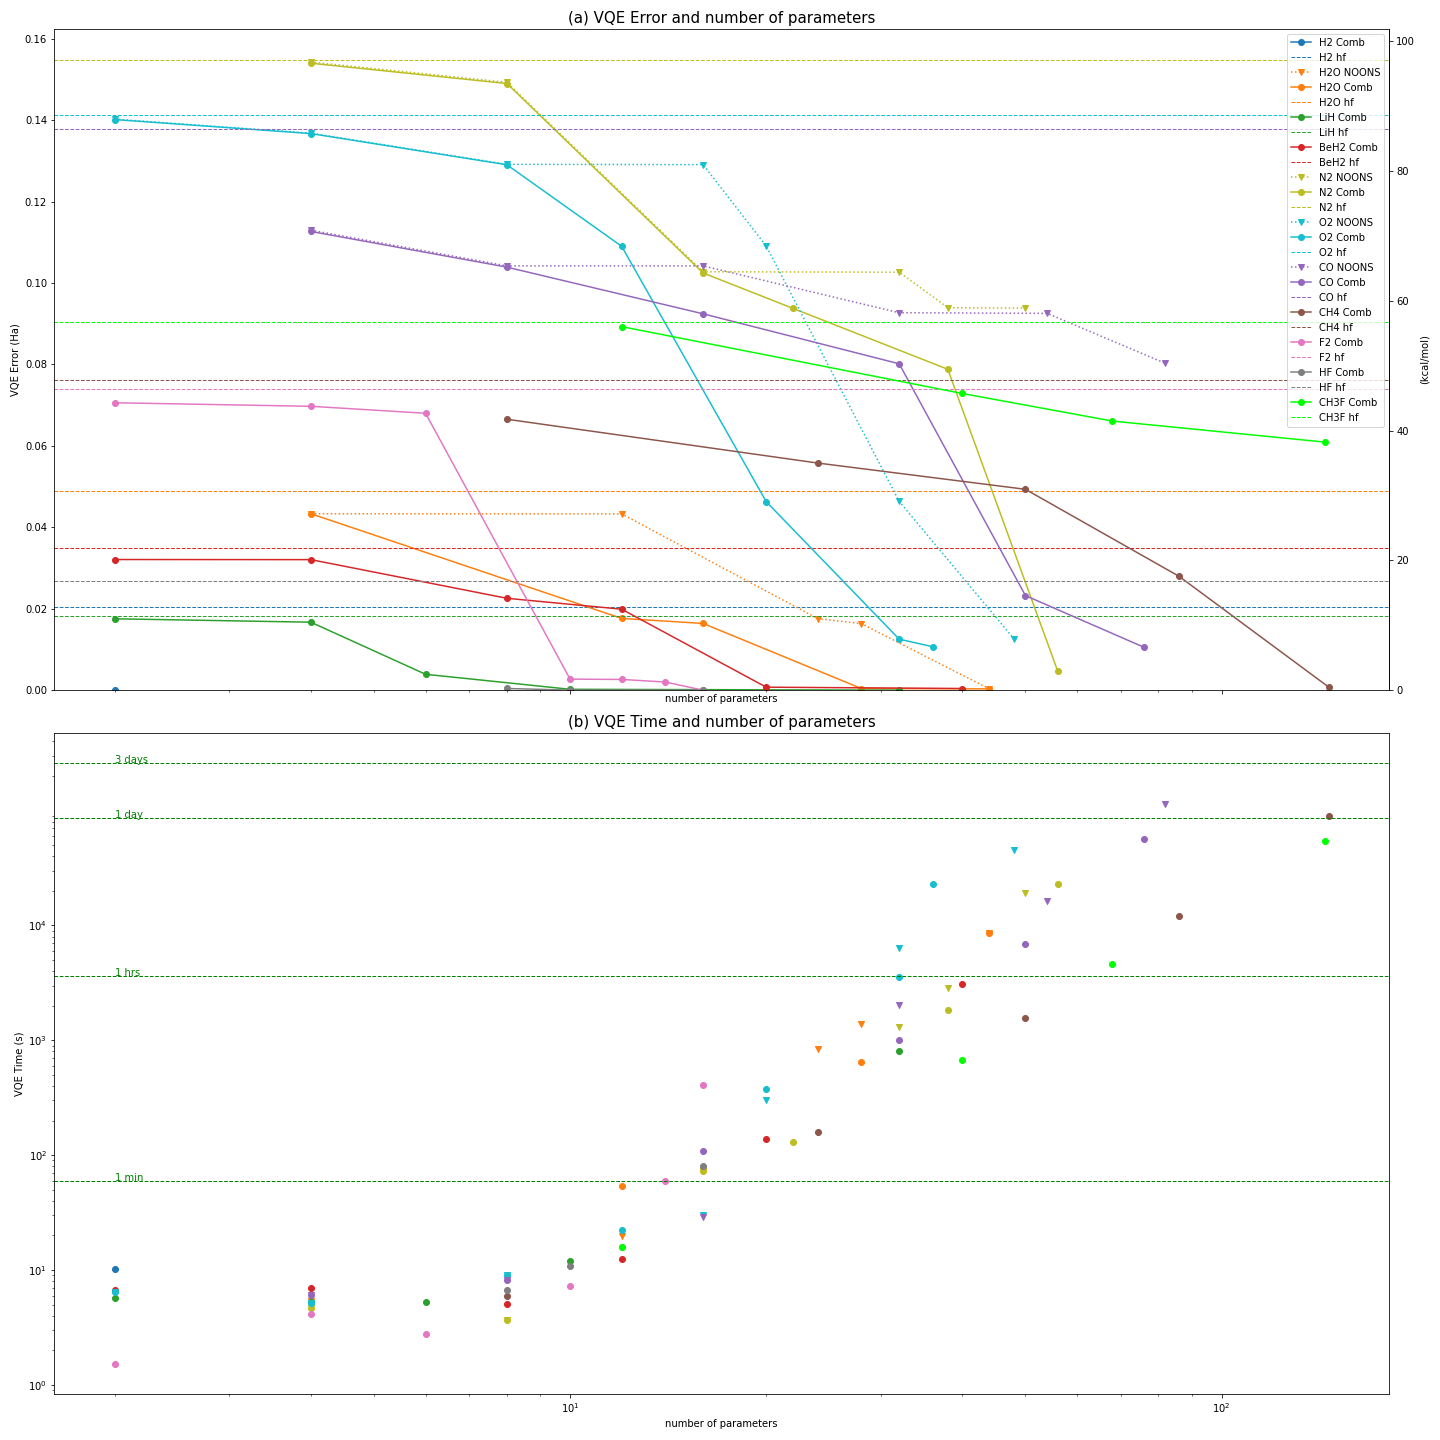 (a) VQE Error and number of parameters
VQE Error (Ha)
0.16
0.14
0.12
0.10
0.08
0.06
0.04
0.02
0.00
100
80
60
40
20
0
(kcal/mol)
H2 Comb
H2 hf
H2O NOONS
H2O Comb
H2O hf
LiH Comb
LiH hf
BeH2 Comb
BeH2 hf
N2 NOONS
N2 Comb
N2 hf
O2 NOONS
O2 Comb
O2 hf
CO NOONS
CO Comb
CO hf
CH4 Comb
CH4 hf
F2 Comb
F2 hf
HF Comb
HF hf
CH3F Comb
CH3F hf
number of parameters
(b) VQE Time and number of parameters
VQE Time (s)
3 days
1 day
10⁴
1 hrs
10³
10²
1 min
10¹
10⁰
10¹
10²
number of parameters